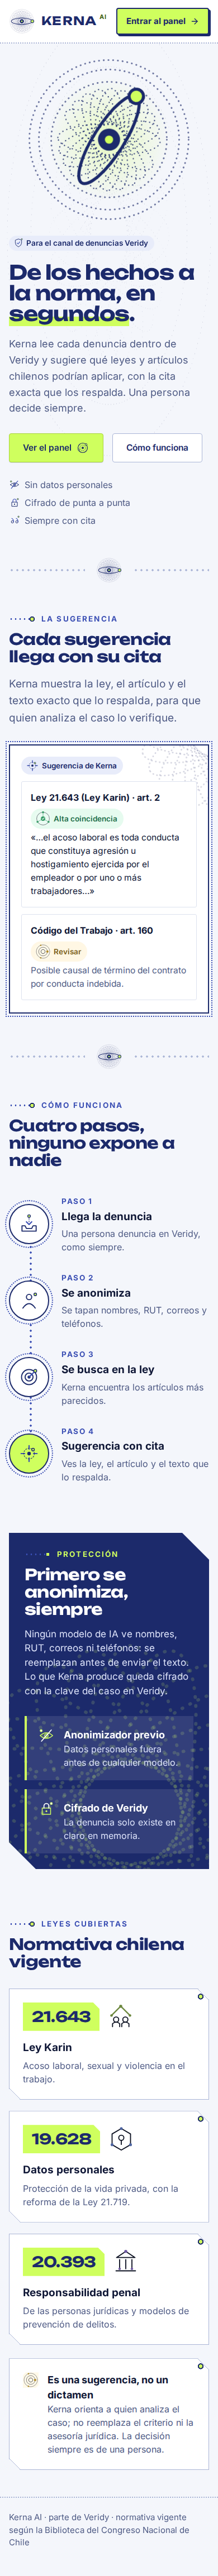 KERNA AI
Entrar al panel →
Para el canal de denuncias Veridy
De los hechos a
la norma, en
segundos.
Kerna lee cada denuncia dentro de
Veridy y sugiere qué leyes y artículos
chilenos podrían aplicar, con la cita
exacta que los respalda. Una persona
decide siempre.
Ver el panel
Cómo funciona
Sin datos personales
Cifrado de punta a punta
Siempre con cita
LA SUGERENCIA
Cada sugerencia
llega con su cita
Kerna muestra la ley, el artículo y el
texto exacto que lo respalda, para que
quien analiza el caso lo verifique.
Sugerencia de Kerna
Ley 21.643 (Ley Karin) · art. 2
Alta coincidencia
«...el acoso laboral es toda conducta
que constituya agresión u
hostigamiento ejercida por el
empleador o por uno o más
trabajadores...»
Código del Trabajo · art. 160
Revisar
Posible causal de término del contrato
por conducta indebida.
CÓMO FUNCIONA
Cuatro pasos,
ninguno expone a
nadie
PASO 1
Llega la denuncia
Una persona denuncia en Veridy,
como siempre.
PASO 2
Se anonimiza
Se tapan nombres, RUT, correos y
teléfonos.
PASO 3
Se busca en la ley
Kerna encuentra los artículos más
parecidos.
PASO 4
Sugerencia con cita
Ves la ley, el artículo y el texto que
lo respalda.
PROTECCIÓN
Primero se
anonimiza,
siempre
Ningún modelo de IA ve nombres,
RUT, correos ni teléfonos: se
reemplazan antes de enviar el texto.
Lo que Kerna produce queda cifrado
con la clave del caso en Veridy.
Anonimizador previo
Datos personales fuera
antes de cualquier modelo.
Cifrado de Veridy
La denuncia solo existe en
claro en memoria.
LEYES CUBIERTAS
Normativa chilena
vigente
21.643
Ley Karin
Acoso laboral, sexual y violencia en el
trabajo.
19.628
Datos personales
Protección de la vida privada, con la
reforma de la Ley 21.719.
20.393
Responsabilidad penal
De las personas jurídicas y modelos de
prevención de delitos.
Es una sugerencia, no un
dictamen
Kerna orienta a quien analiza el
caso; no reemplaza el criterio ni la
asesoría jurídica. La decisión
siempre es de una persona.
Kerna AI · parte de Veridy · normativa vigente
según la Biblioteca del Congreso Nacional de
Chile